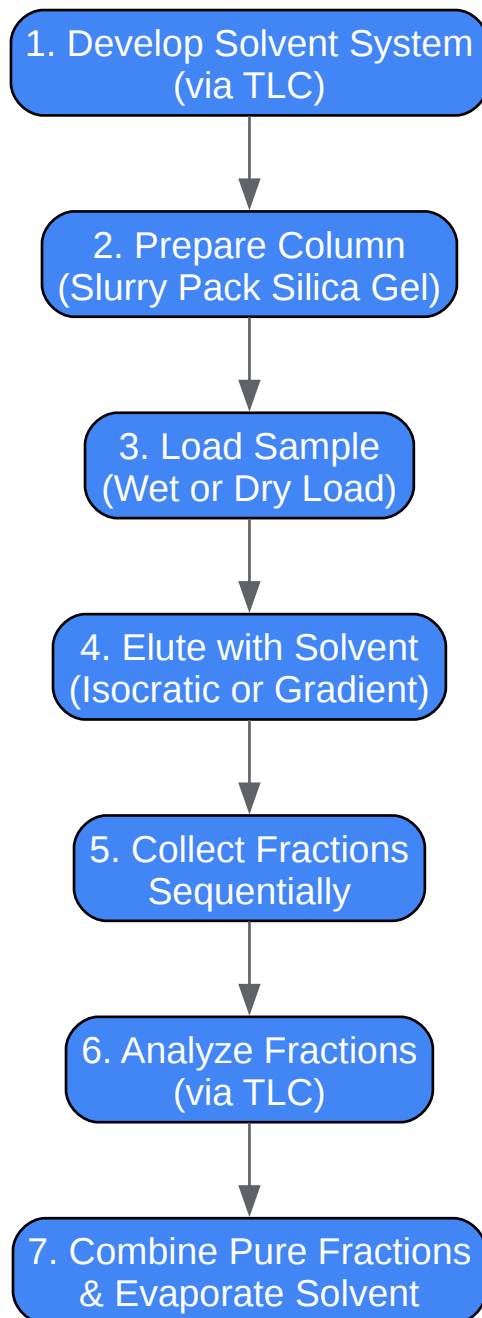 1. Develop Solvent System
(via TLC)
2. Prepare Column
(Slurry Pack Silica Gel)
3. Load Sample
(Wet or Dry Load)
4. Elute with Solvent
(Isocratic or Gradient)
5. Collect Fractions
Sequentially
6. Analyze Fractions
(via TLC)
7. Combine Pure Fractions
& Evaporate Solvent